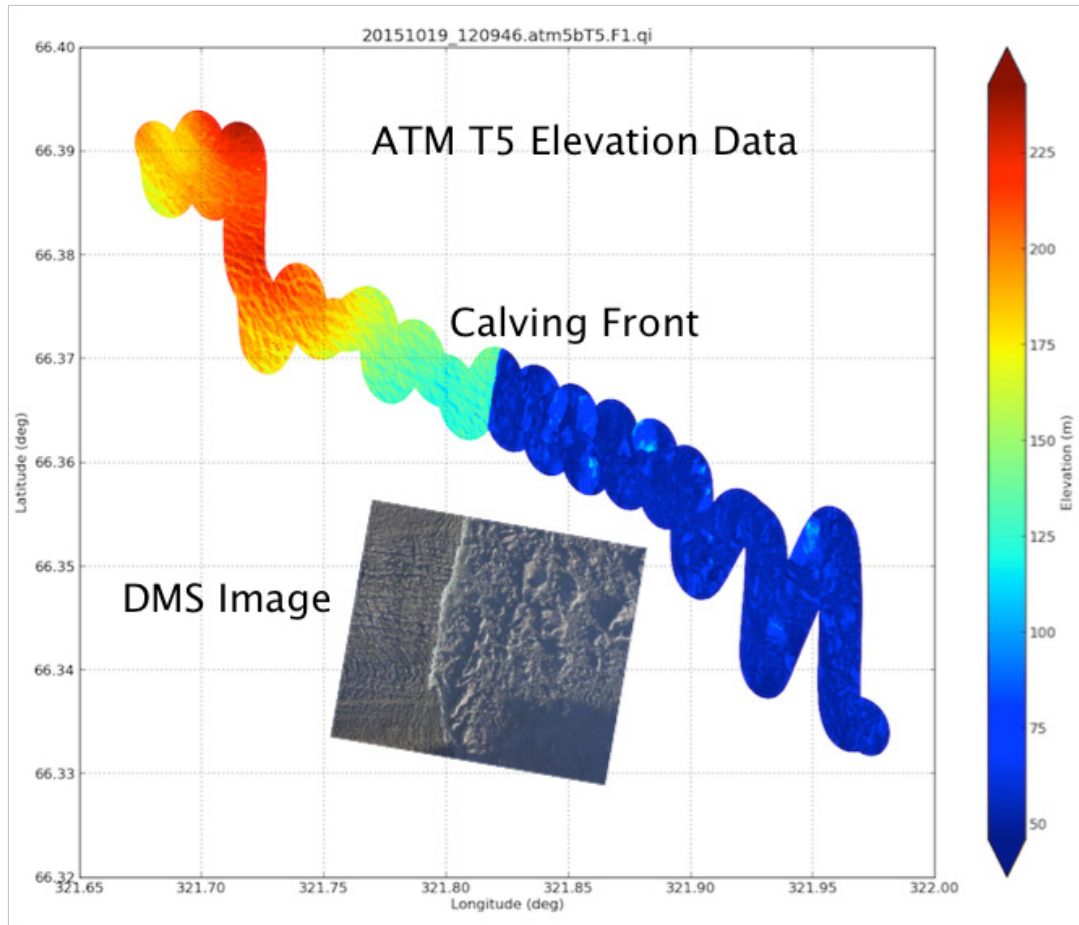 20151019_120946.atm5bT5.F1.qi
66.40
66.39
66.38
66.37
66.36
66.35
66.34
66.33
66.32
Latitude (deg)
ATM T5 Elevation Data
Calving Front
DMS Image
321.65 321.70 321.75 321.80 321.85 321.90 321.95 322.00
Longitude (deg)
225
200
175
150
125
100
75
50
Elevation (m)